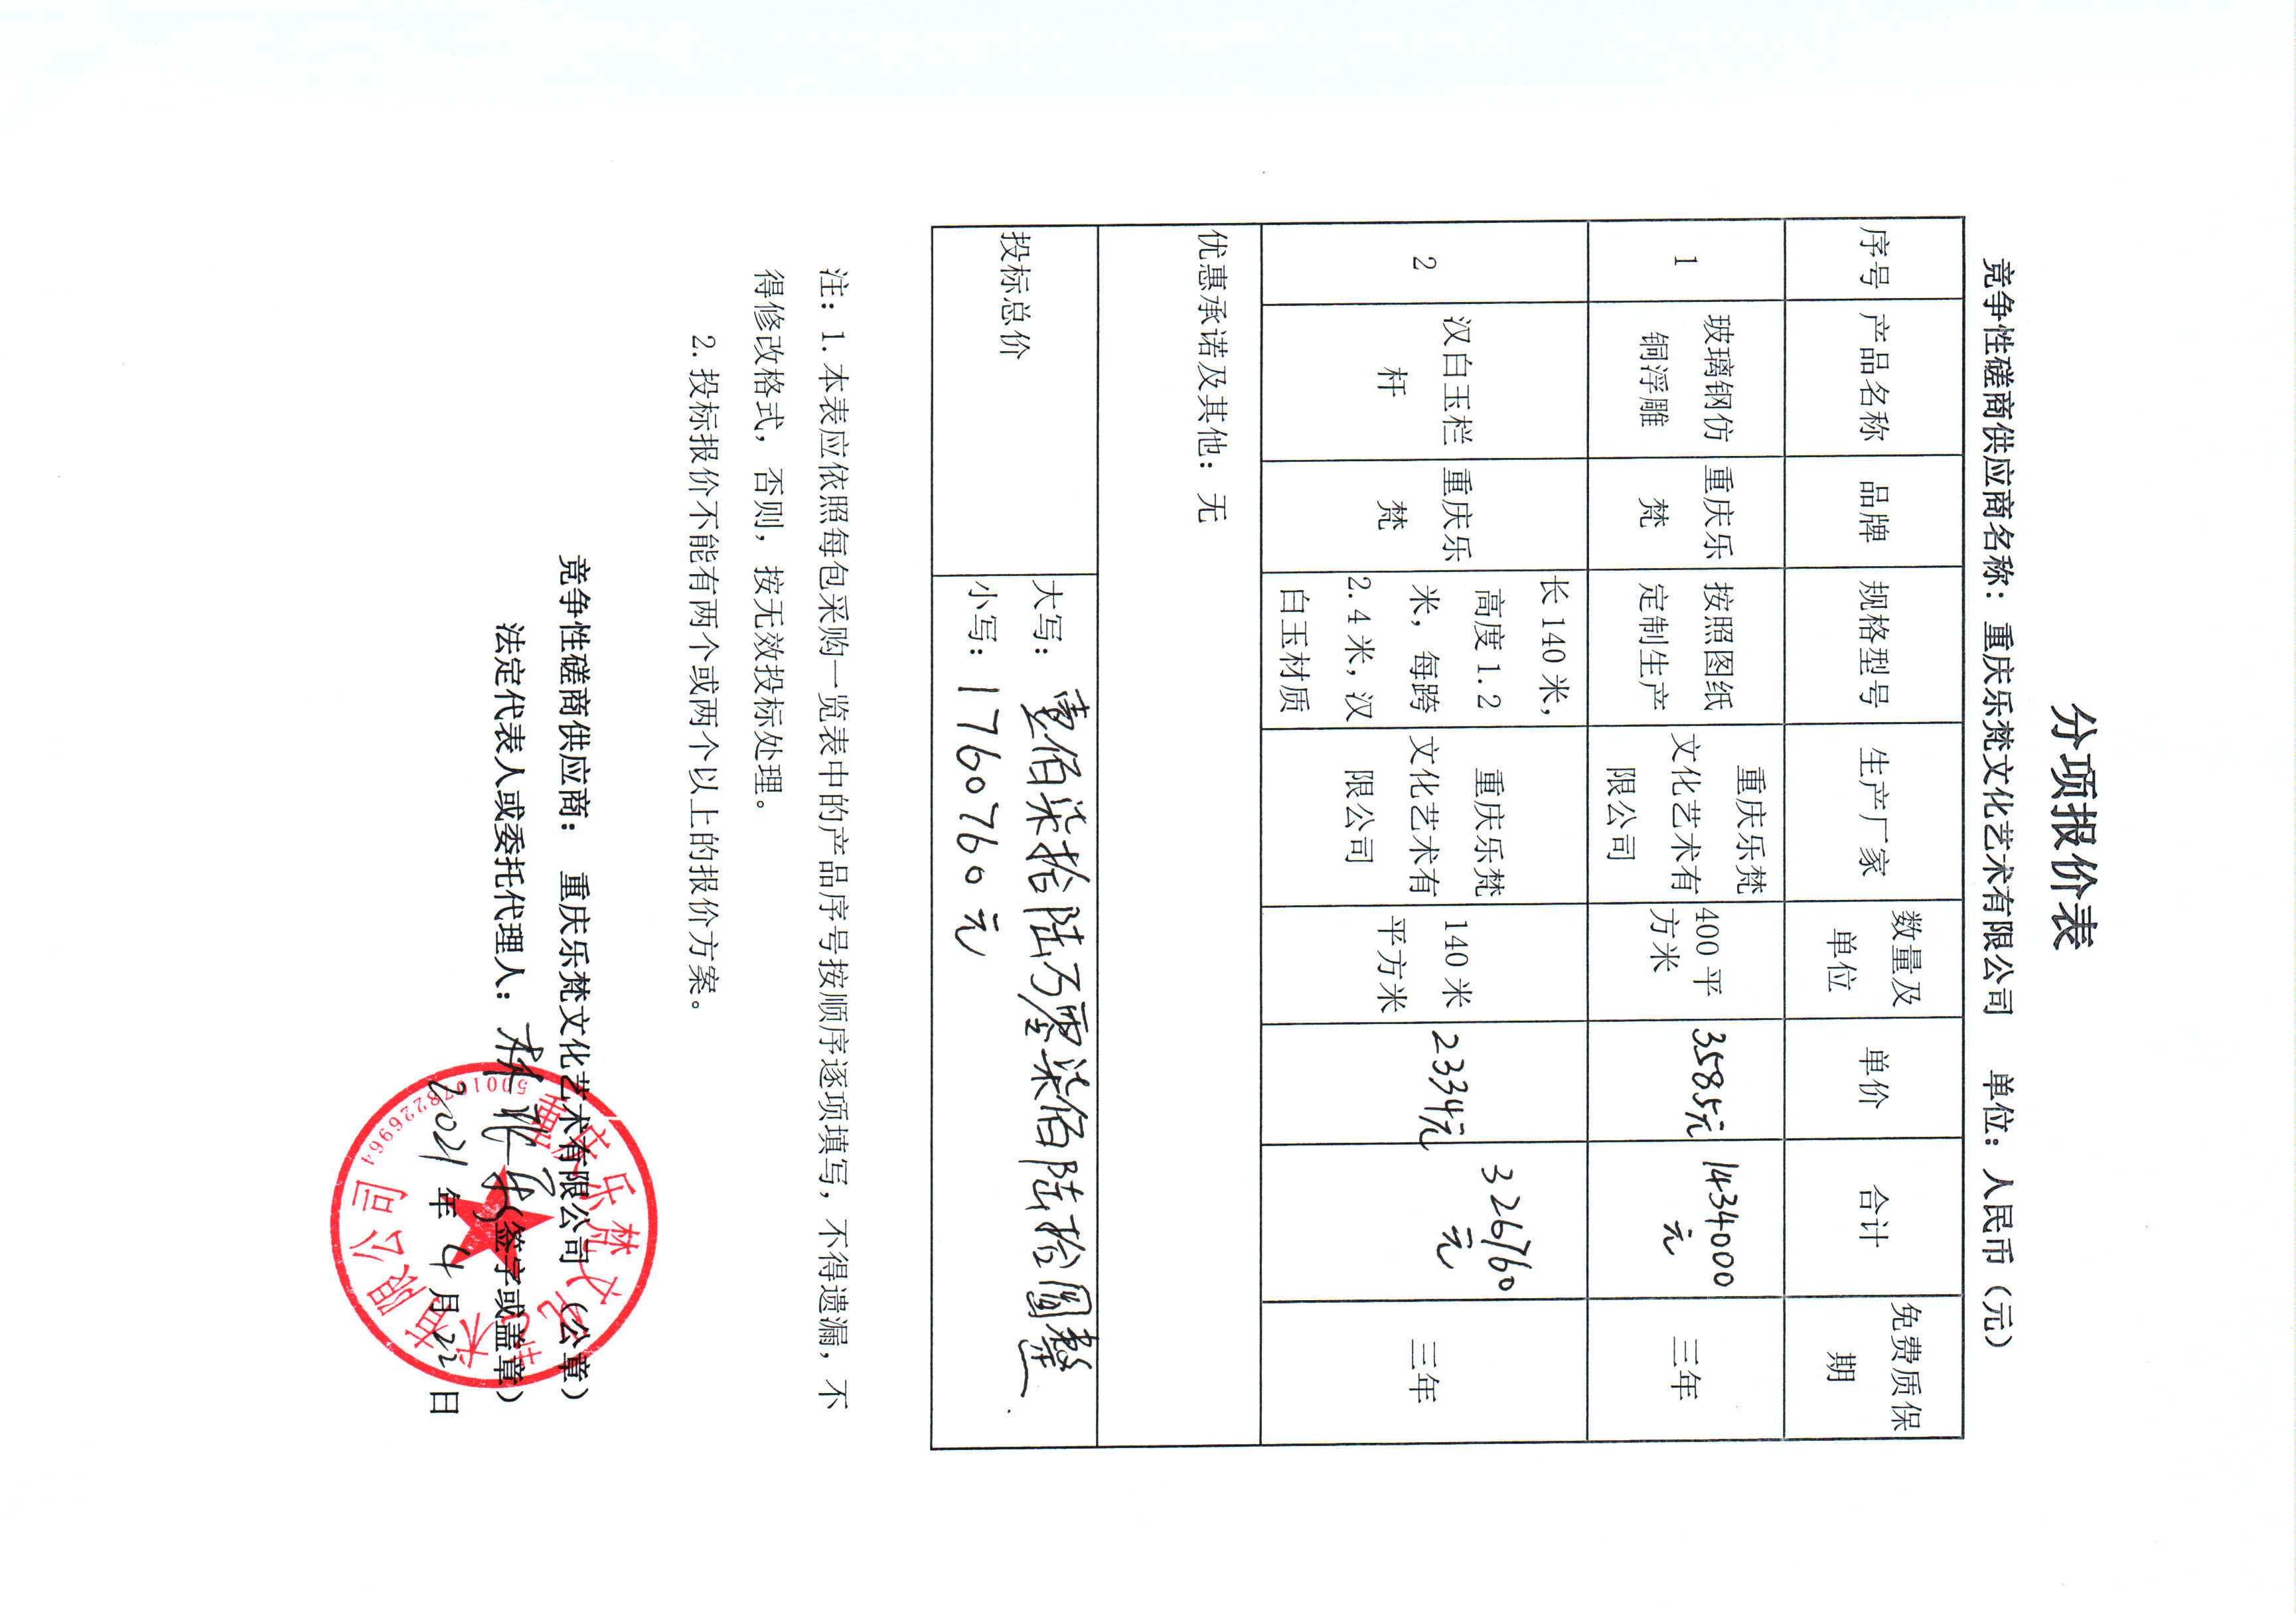 分项报价表
竞争性磋商供应商名称：重庆乐梵文化艺术有限公司 单位：人民币（元）
序号 产品名称 品牌 规格型号 生产厂家 数量及单位 单价 合计 免费质保期
1 玻璃钢仿铜浮雕 重庆乐梵 按照图纸定制生产 重庆乐梵文化艺术有限公司 400平方米 3585元 1434000元 三年
2 汉白玉栏杆 重庆乐梵 长140米，高度1.2米，每跨2.4米，汉白玉材质 重庆乐梵文化艺术有限公司 140米平方米 2334元 326760元 三年
优惠承诺及其他：无
投标总价 大写：壹佰柒拾陆万零柒佰陆拾圆整
小写：1760760元
注：1.本表应依照每包采购一览表中的产品序号按顺序逐项填写，不得遗漏，不
得修改格式，否则，按无效投标处理。
2.投标报价不能有两个或两个以上的报价方案。
竞争性磋商供应商：重庆乐梵文化艺术有限公司（公章）
法定代表人或委托代理人：（签字或盖章）
2021年4月22日
重庆乐梵文化艺术有限公司
5001078226964